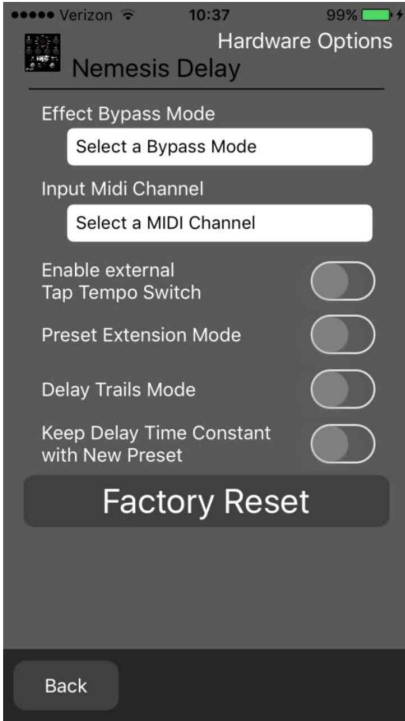 Verizon 10:37 99%
Hardware Options
Nemesis Delay
Effect Bypass Mode
Select a Bypass Mode
Input Midi Channel
Select a MIDI Channel
Enable external
Tap Tempo Switch
Preset Extension Mode
Delay Trails Mode
Keep Delay Time Constant
with New Preset
Factory Reset
Back